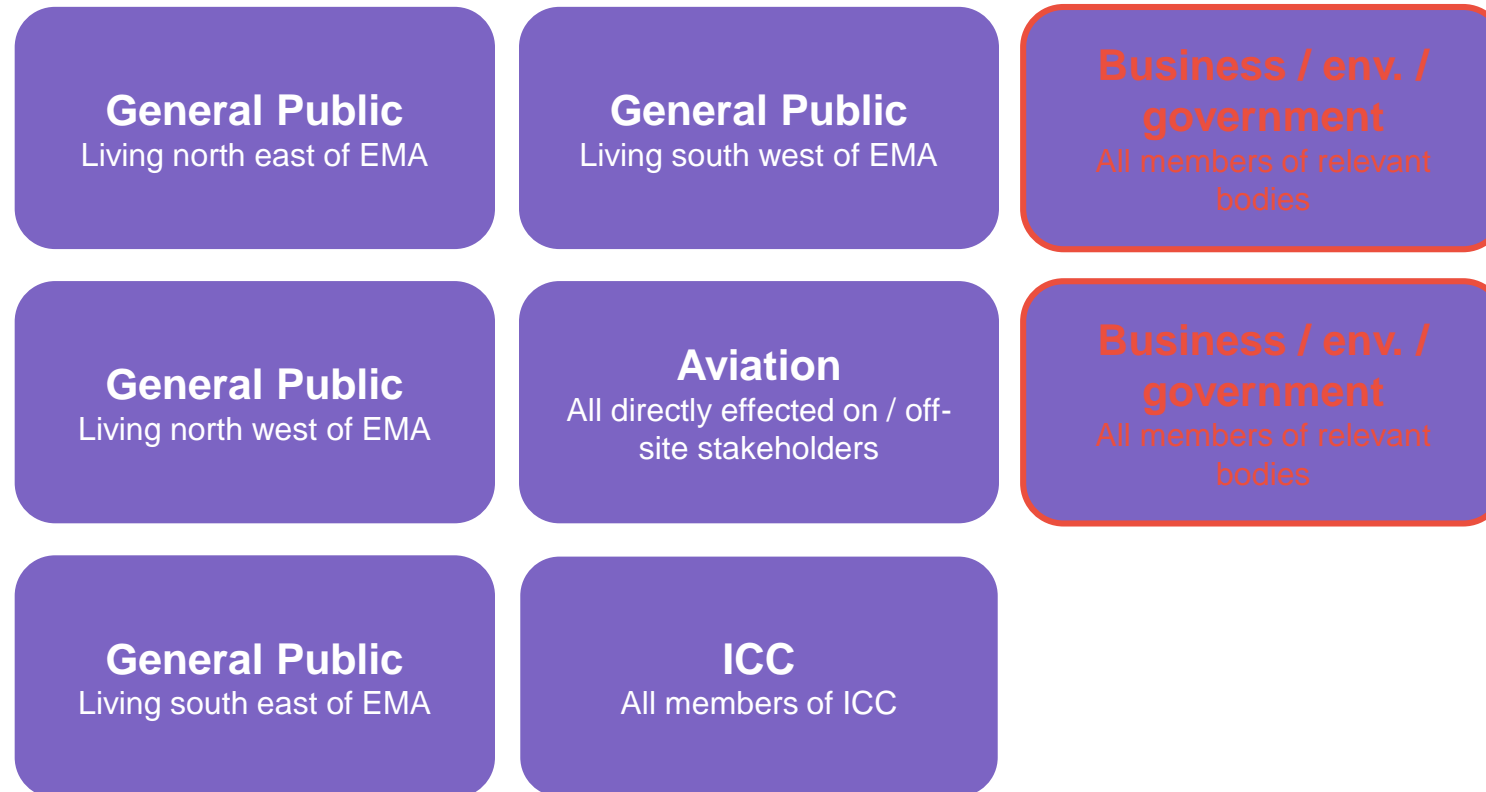 General Public
Living north east of EMA
General Public
Living south west of EMA
Business / env. /
government
All members of relevant
bodies
General Public
Living north west of EMA
Aviation
All directly effected on / off-
site stakeholders
Business / env. /
government
All members of relevant
bodies
General Public
Living south east of EMA
ICC
All members of ICC